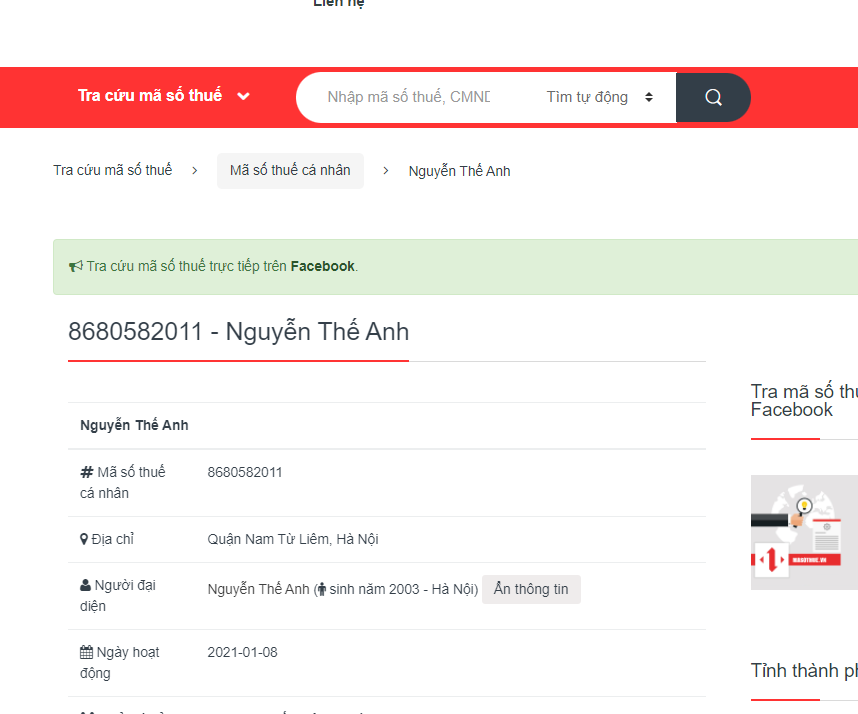 Liên hệ
Tra cứu mã số thuế
Nhập mã số thuế, CMND
Tìm tự động
Tra cứu mã số thuế
Mã số thuế cá nhân
Nguyễn Thế Anh
Tra cứu mã số thuế trực tiếp trên Facebook.
8680582011 - Nguyễn Thế Anh
Nguyễn Thế Anh
Mã số thuế
cá nhân
8680582011
Địa chỉ
Quận Nam Từ Liêm, Hà Nội
Người đại
diện
Nguyễn Thế Anh (sinh năm 2003 - Hà Nội)
Ẩn thông tin
Ngày hoạt
động
2021-01-08
Tra mã số thu
Facebook
MASOTHUE.VN
Tỉnh thành ph